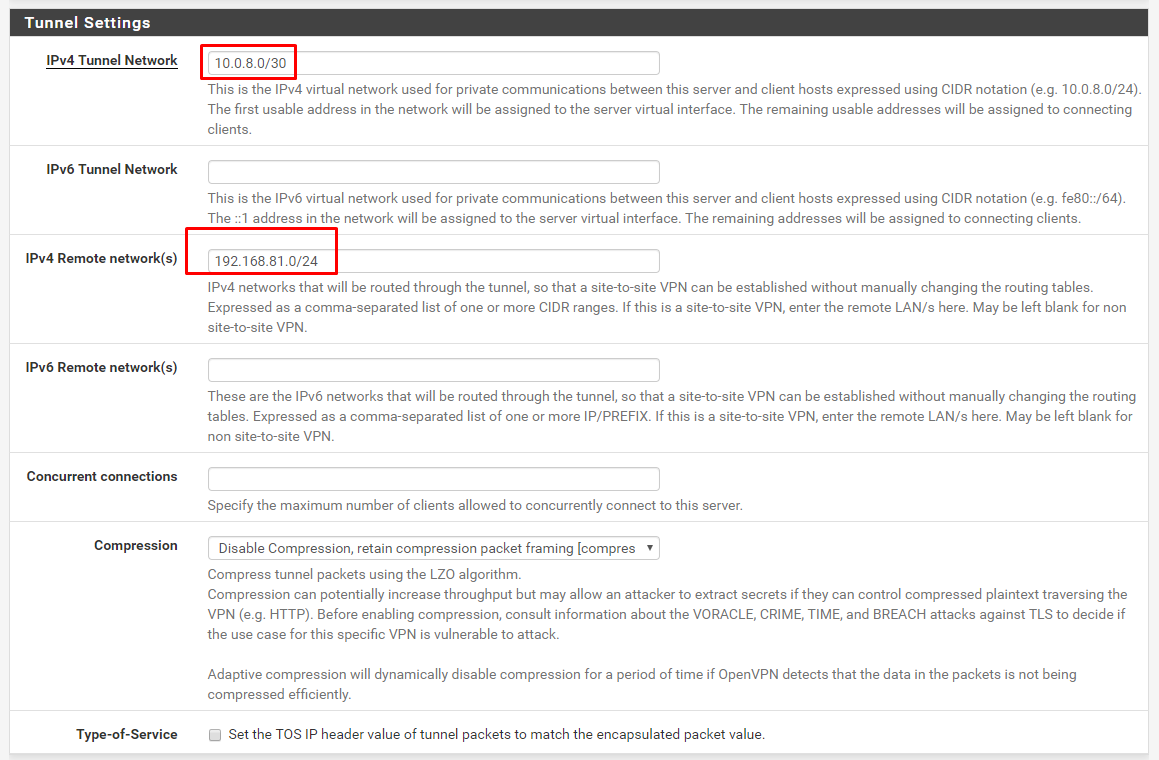 Tunnel Settings
IPv4 Tunnel Network
10.0.8.0/30
This is the IPv4 virtual network used for private communications between this server and client hosts expressed using CIDR notation (e.g. 10.0.8.0/24).
The first usable address in the network will be assigned to the server virtual interface. The remaining usable addresses will be assigned to connecting
clients.
IPv6 Tunnel Network
This is the IPv6 virtual network used for private communications between this server and client hosts expressed using CIDR notation (e.g. fe80::/64).
The ::1 address in the network will be assigned to the server virtual interface. The remaining addresses will be assigned to connecting clients.
IPv4 Remote network(s)
192.168.81.0/24
IPv4 networks that will be routed through the tunnel, so that a site-to-site VPN can be established without manually changing the routing tables.
Expressed as a comma-separated list of one or more CIDR ranges. If this is a site-to-site VPN, enter the remote LAN/s here. May be left blank for non
site-to-site VPN.
IPv6 Remote network(s)
These are the IPv6 networks that will be routed through the tunnel, so that a site-to-site VPN can be established without manually changing the routing
tables. Expressed as a comma-separated list of one or more IP/PREFIX. If this is a site-to-site VPN, enter the remote LAN/s here. May be left blank for
non site-to-site VPN.
Concurrent connections
Specify the maximum number of clients allowed to concurrently connect to this server.
Compression
Disable Compression, retain compression packet framing [compres
Compress tunnel packets using the LZO algorithm.
Compression can potentially increase throughput but may allow an attacker to extract secrets if they can control compressed plaintext traversing the
VPN (e.g. HTTP). Before enabling compression, consult information about the VORACLE, CRIME, TIME, and BREACH attacks against TLS to decide if
the use case for this specific VPN is vulnerable to attack.
Adaptive compression will dynamically disable compression for a period of time if OpenVPN detects that the data in the packets is not being
compressed efficiently.
Type-of-Service
Set the TOS IP header value of tunnel packets to match the encapsulated packet value.